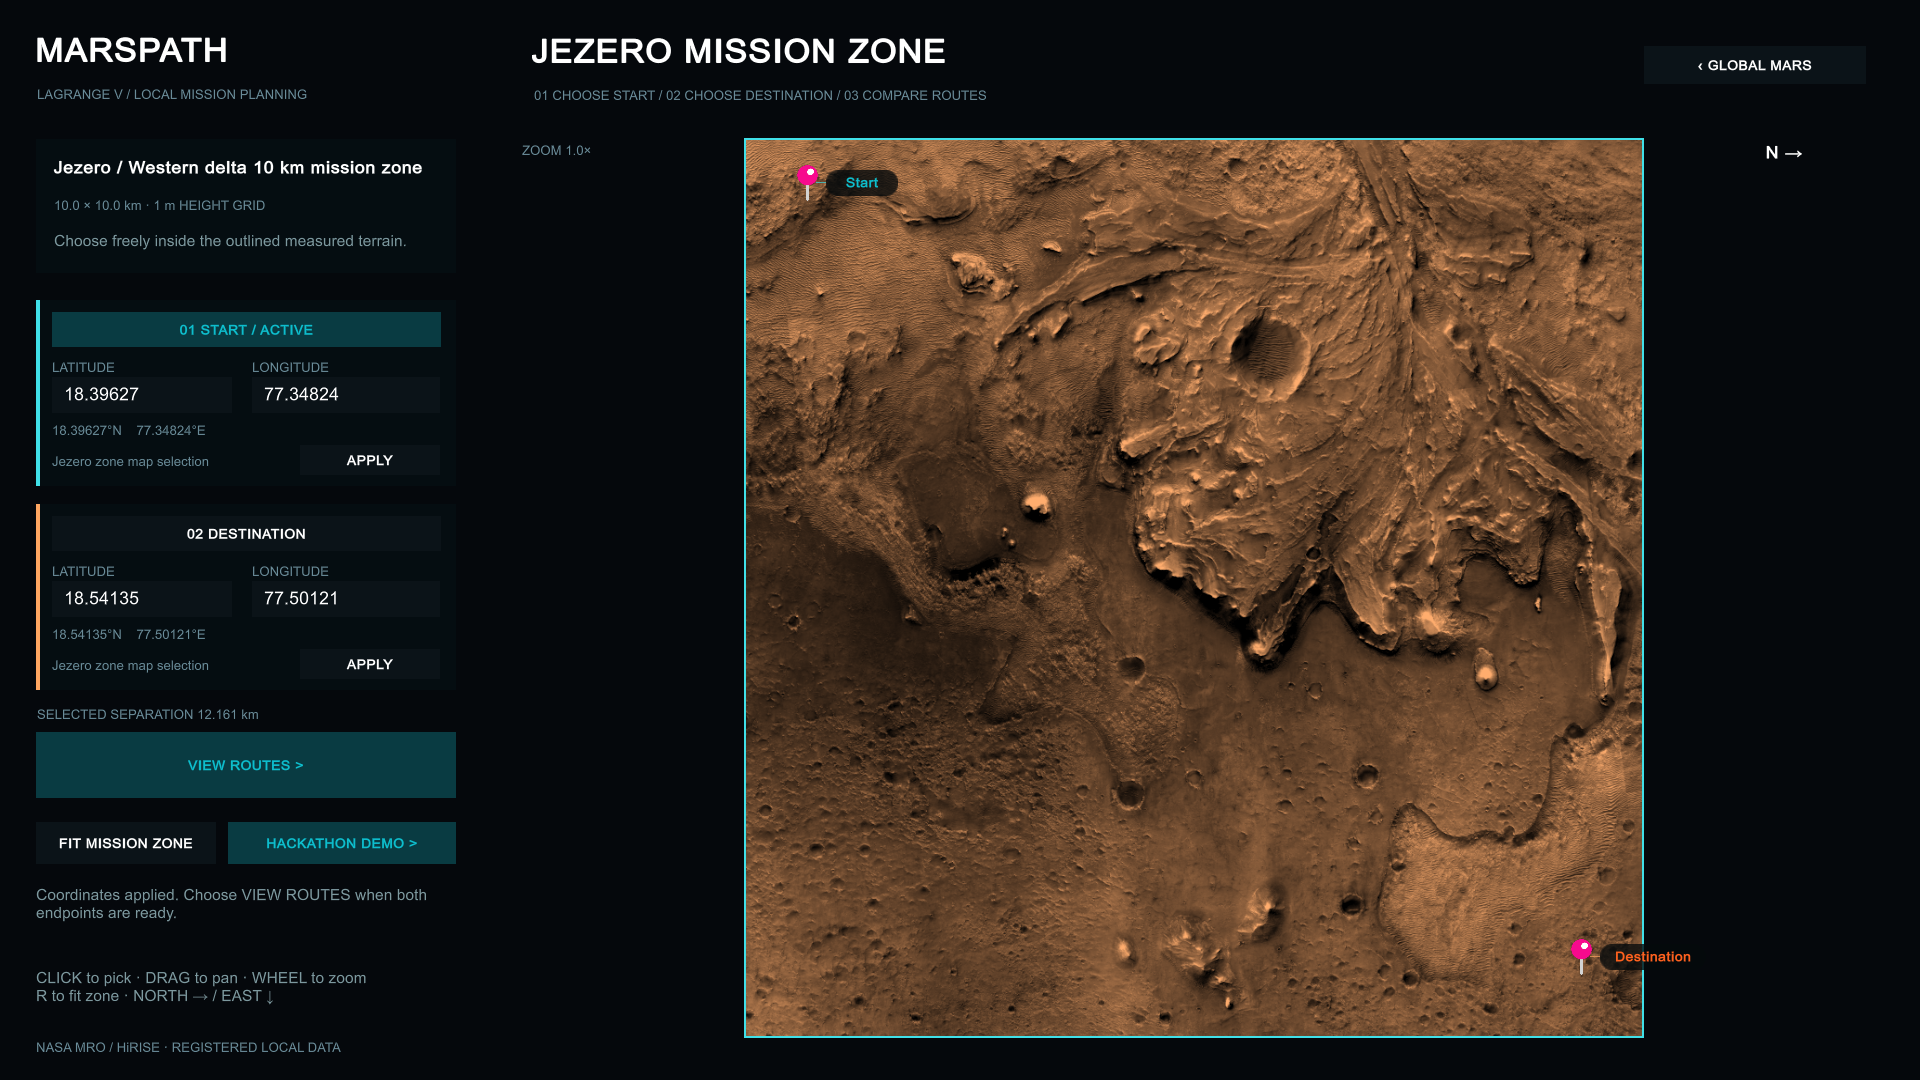 MARSPATH
LAGRANGE V / LOCAL MISSION PLANNING
JEZERO MISSION ZONE
01 CHOOSE START / 02 CHOOSE DESTINATION / 03 COMPARE ROUTES
‹ GLOBAL MARS
Jezero / Western delta 10 km mission zone
10.0 × 10.0 km · 1 m HEIGHT GRID
Choose freely inside the outlined measured terrain.
01 START / ACTIVE
LATITUDE LONGITUDE
18.39627 77.34824
18.39627°N 77.34824°E
Jezero zone map selection APPLY
02 DESTINATION
LATITUDE LONGITUDE
18.54135 77.50121
18.54135°N 77.50121°E
Jezero zone map selection APPLY
SELECTED SEPARATION 12.161 km
VIEW ROUTES >
FIT MISSION ZONE HACKATHON DEMO >
Coordinates applied. Choose VIEW ROUTES when both
endpoints are ready.
CLICK to pick · DRAG to pan · WHEEL to zoom
R to fit zone · NORTH → / EAST ↓
NASA MRO / HiRISE · REGISTERED LOCAL DATA
ZOOM 1.0×
N →
Start
Destination